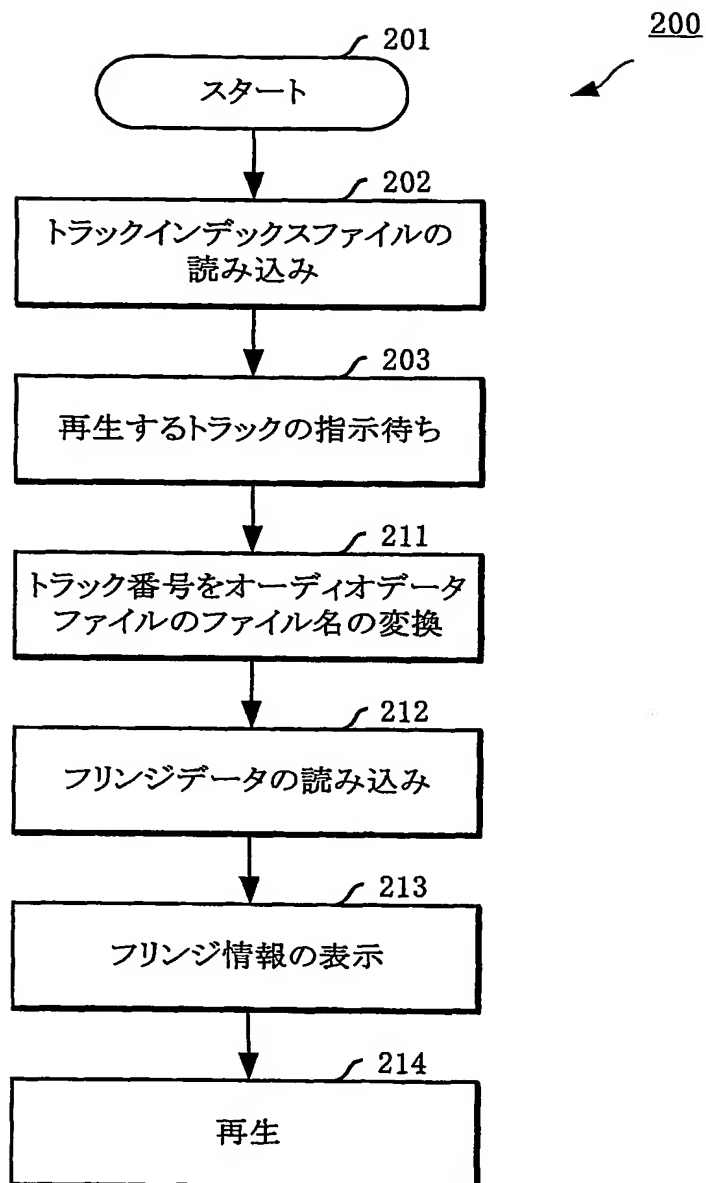 200
201
スタート
202
トラックインデックスファイルの
読み込み
203
再生するトラックの指示待ち
211
トラック番号をオーディオデータ
ファイルのファイル名の変換
212
フリンジデータの読み込み
213
フリンジ情報の表示
214
再生